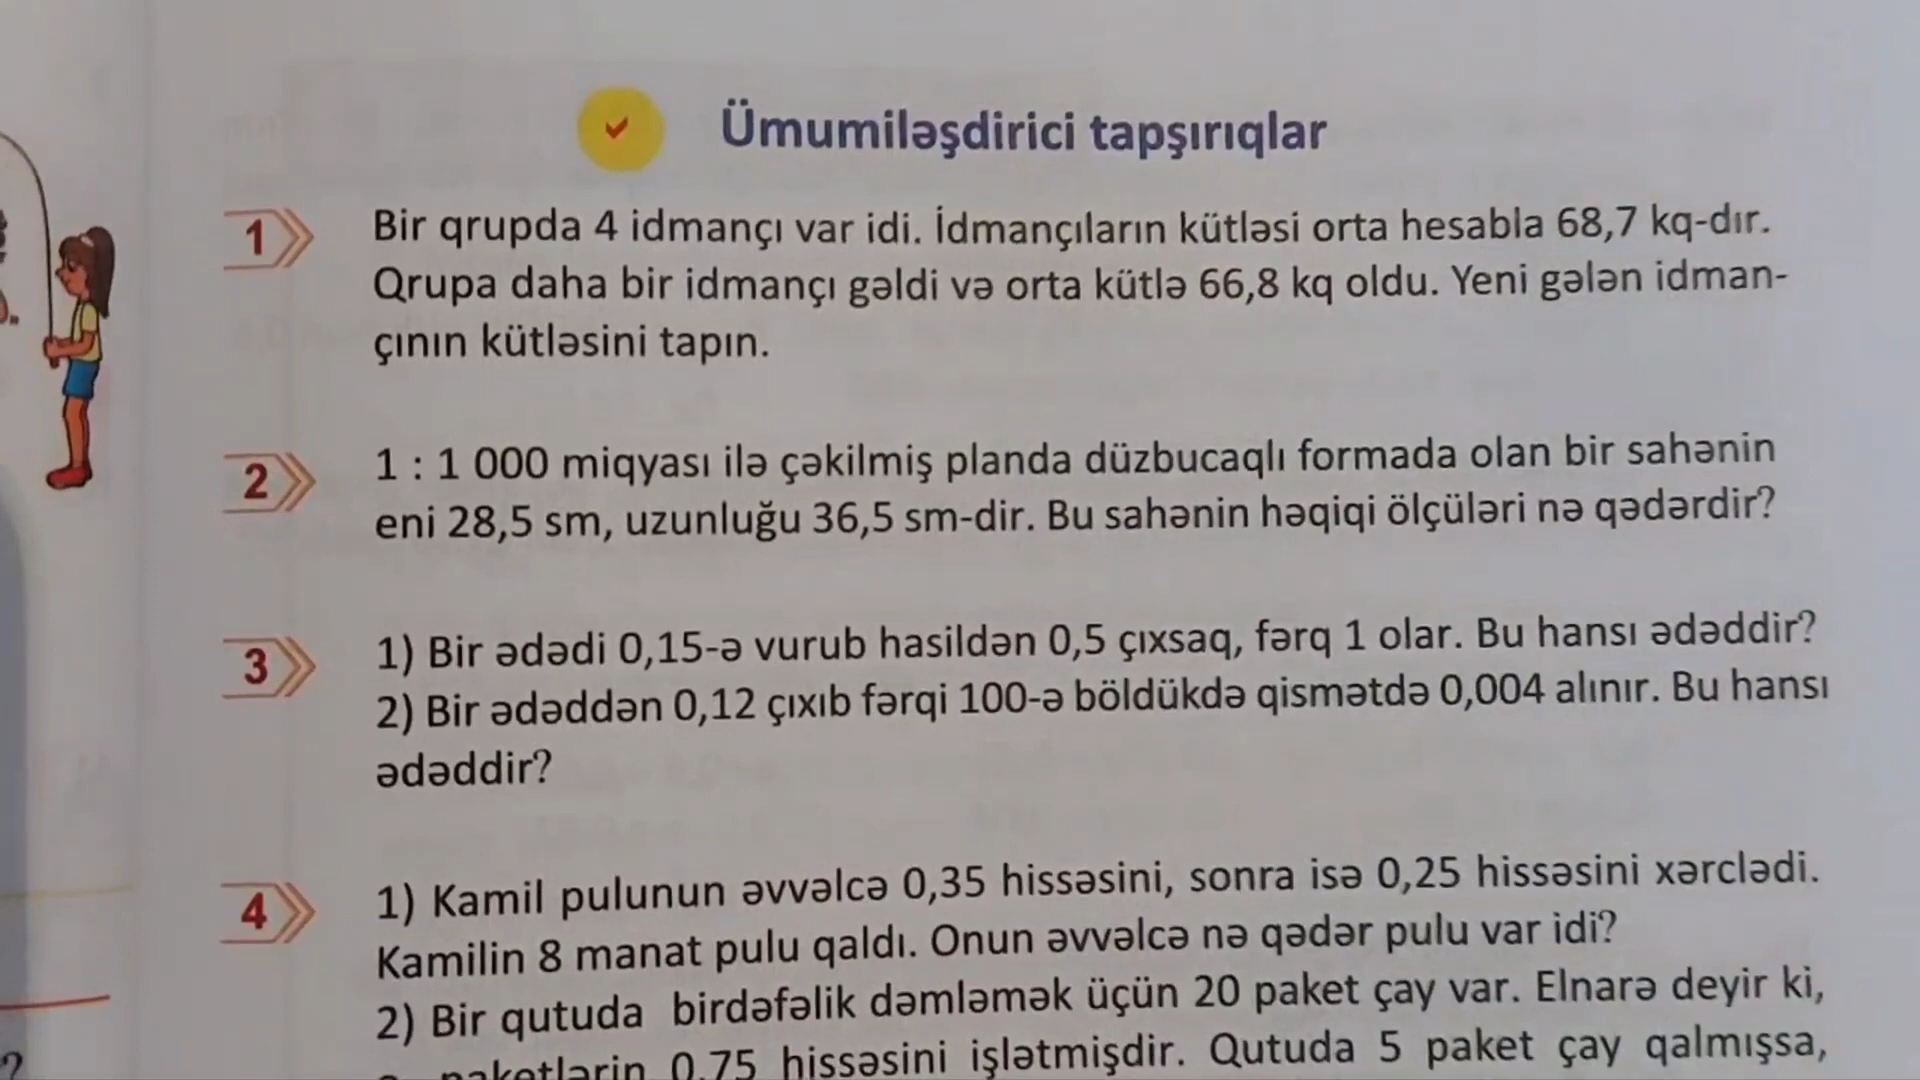 Ümumiləşdirici tapşırıqlar
1 Bir qrupda 4 idmançı var idi. İdmançıların kütləsi orta hesabla 68,7 kq-dır.
Qrupa daha bir idmançı gəldi və orta kütlə 66,8 kq oldu. Yeni gələn idman-
çının kütləsini tapın.
2 1 : 1 000 miqyası ilə çəkilmiş planda düzbucaqlı formada olan bir sahənin
eni 28,5 sm, uzunluğu 36,5 sm-dir. Bu sahənin həqiqi ölçüləri nə qədərdir?
3 1) Bir ədədi 0,15-ə vurub hasildən 0,5 çıxsaq, fərq 1 olar. Bu hansı ədəddir?
2) Bir ədəddən 0,12 çıxıb fərqi 100-ə böldükdə qismətdə 0,004 alınır. Bu hansı
ədəddir?
4 1) Kamil pulunun əvvəlcə 0,35 hissəsini, sonra isə 0,25 hissəsini xərclədi.
Kamilin 8 manat pulu qaldı. Onun əvvəlcə nə qədər pulu var idi?
2) Bir qutuda birdəfəlik dəmləmək üçün 20 paket çay var. Elnarə deyir ki,
paketlərin 0,75 hissəsini işlətmişdir. Qutuda 5 paket çay qalmışsa,